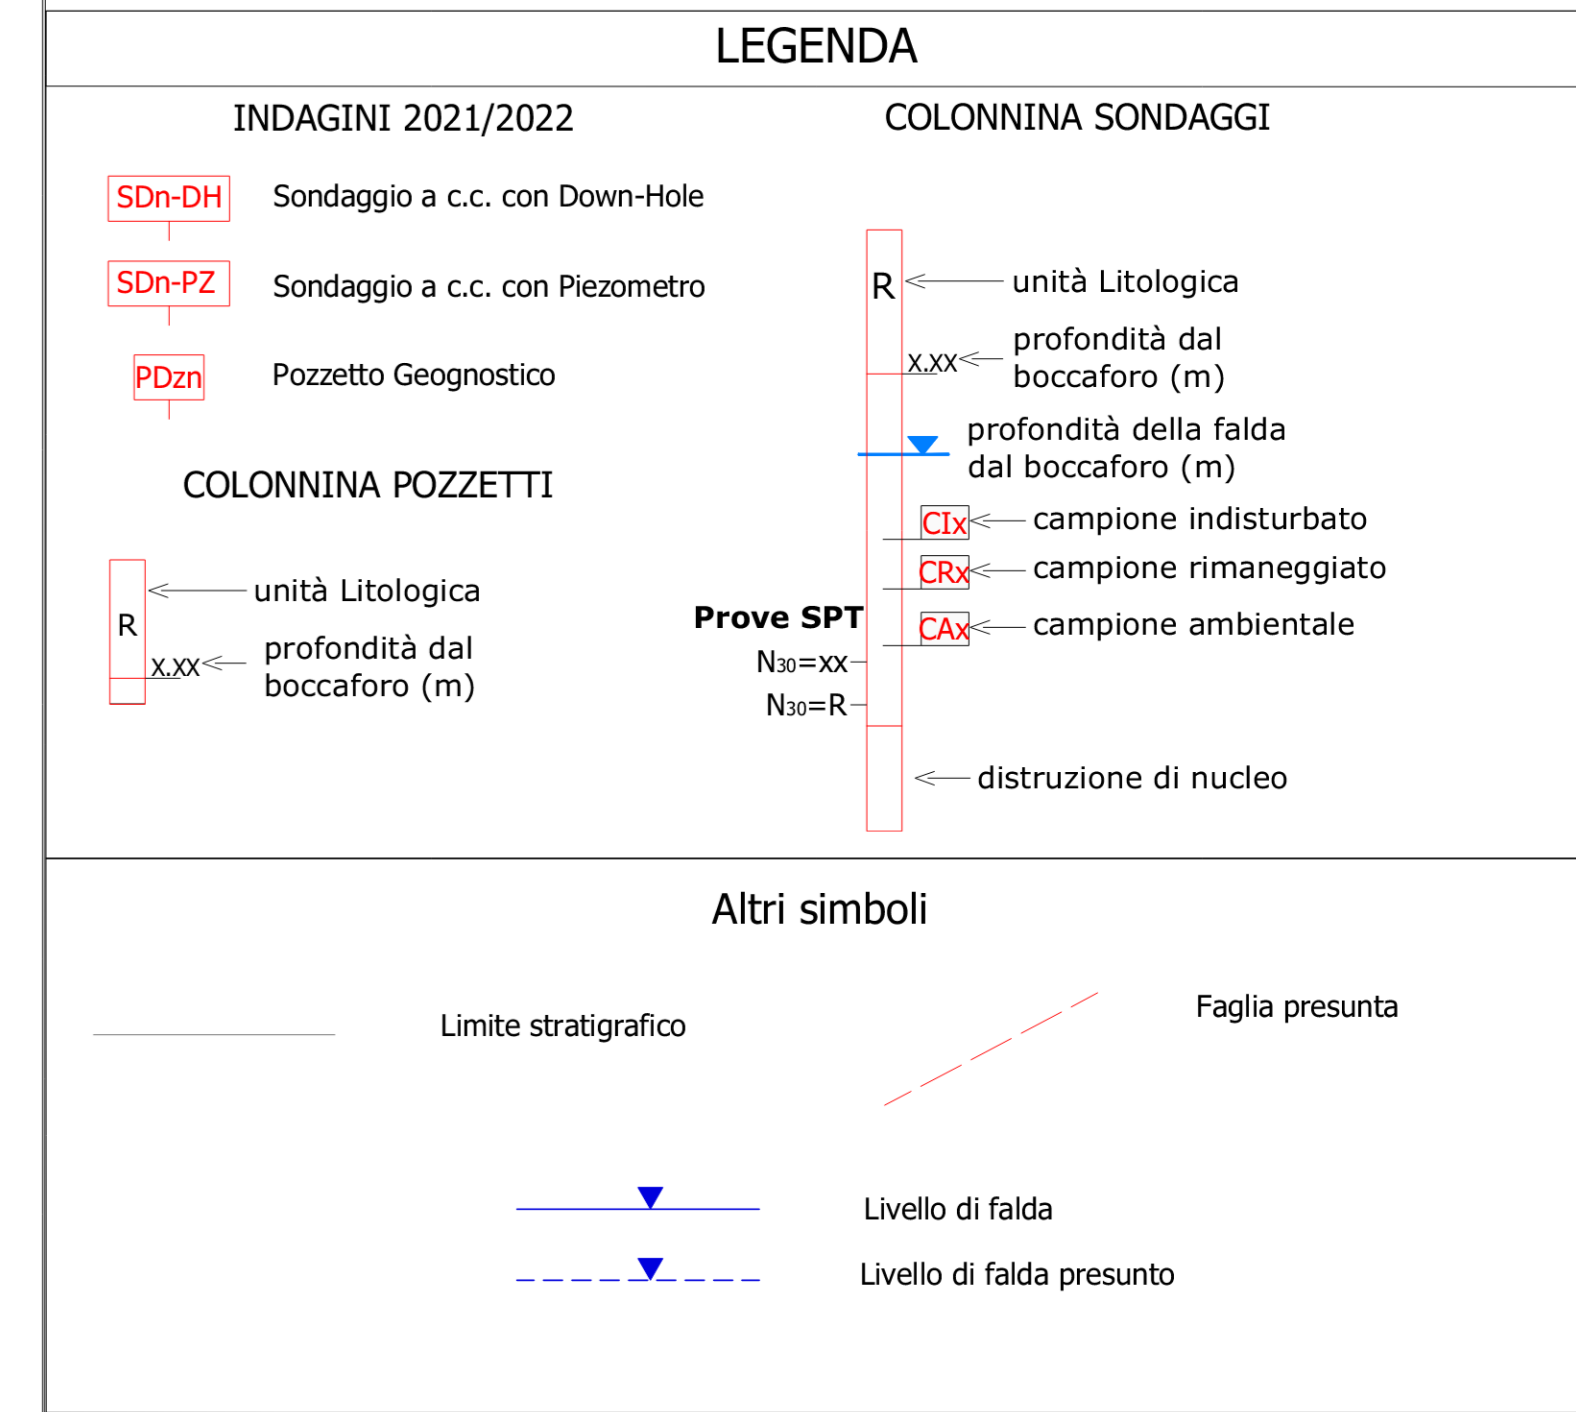 LEGENDA
INDAGINI 2021/2022
SDn-DH Sondaggio a c.c. con Down-Hole
SDn-PZ Sondaggio a c.c. con Piezometro
PDzn Pozzetto Geognostico
COLONNINA POZZETTI
unità Litologica
R
profondità dal
x.xx
boccaforo (m)
COLONNINA SONDAGGI
R unità Litologica
profondità dal
x.xx
boccaforo (m)
profondità della falda
dal boccaforo (m)
CIx campione indisturbato
CRx campione rimaneggiato
Prove SPT
CAx campione ambientale
N30=xx
N30=R
distruzione di nucleo
Altri simboli
Limite stratigrafico
Faglia presunta
Livello di falda
Livello di falda presunto